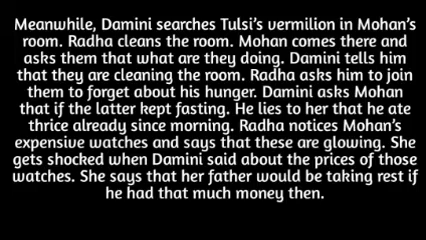 Meanwhile, Damini searches Tulsi's vermilion in Mohan's
room. Radha cleans the room. Mohan comes there and
asks them that what are they doing. Damini tells him
that they are cleaning the room. Radha asks him to join
them to forget about his hunger. Damini asks Mohan
that if the latter kept fasting. He lies to her that he ate
thrice already since morning. Radha notices Mohan's
expensive watches and says that these are glowing. She
gets shocked when Damini said about the prices of those
watches. She says that her father would be taking rest if
he had that much money then.